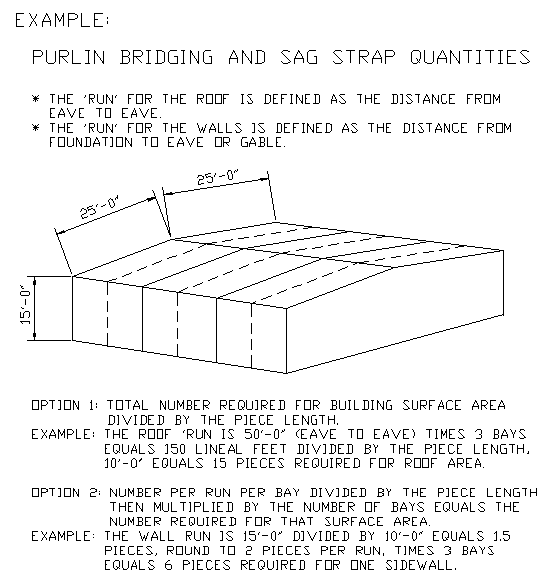 EXAMPLE:
PURLIN BRIDGING AND SAG STRAP QUANTITIES
* THE 'RUN' FOR THE ROOF IS DEFINED AS THE DISTANCE FROM
EAVE TO EAVE.
* THE 'RUN' FOR THE WALLS IS DEFINED AS THE DISTANCE FROM
FOUNDATION TO EAVE OR GABLE.
25'-0"
25'-0"
15'-0"
OPTION 1: TOTAL NUMBER REQUIRED FOR BUILDING SURFACE AREA
DIVIDED BY THE PIECE LENGTH.
EXAMPLE: THE ROOF 'RUN IS 50'-0" (EAVE TO EAVE) TIMES 3 BAYS
EQUALS 150 LINEAL FEET DIVIDED BY THE PIECE LENGTH,
10'-0" EQUALS 15 PIECES REQUIRED FOR ROOF AREA.
OPTION 2: NUMBER PER RUN PER BAY DIVIDED BY THE PIECE LENGTH
THEN MULTIPLIED BY THE NUMBER OF BAYS EQUALS THE
NUMBER REQUIRED FOR THAT SURFACE AREA.
EXAMPLE: THE WALL RUN IS 15'-0" DIVIDED BY 10'-0" EQUALS 1.5
PIECES, ROUND TO 2 PIECES PER RUN, TIMES 3 BAYS
EQUALS 6 PIECES REQUIRED FOR ONE SIDEWALL.